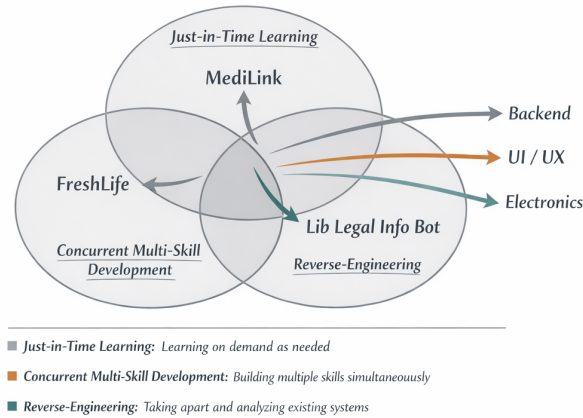 Just-in-Time Learning
MediLink
Backend
UI / UX
FreshLife
Electronics
Lib Legal Info Bot
Concurrent Multi-Skill
Development
Reverse-Engineering
Just-in-Time Learning: Learning on demand as needed
Concurrent Multi-Skill Development: Building multiple skills simultaneuusly
Reverse-Engineering: Taking apart and analyzing existing systems